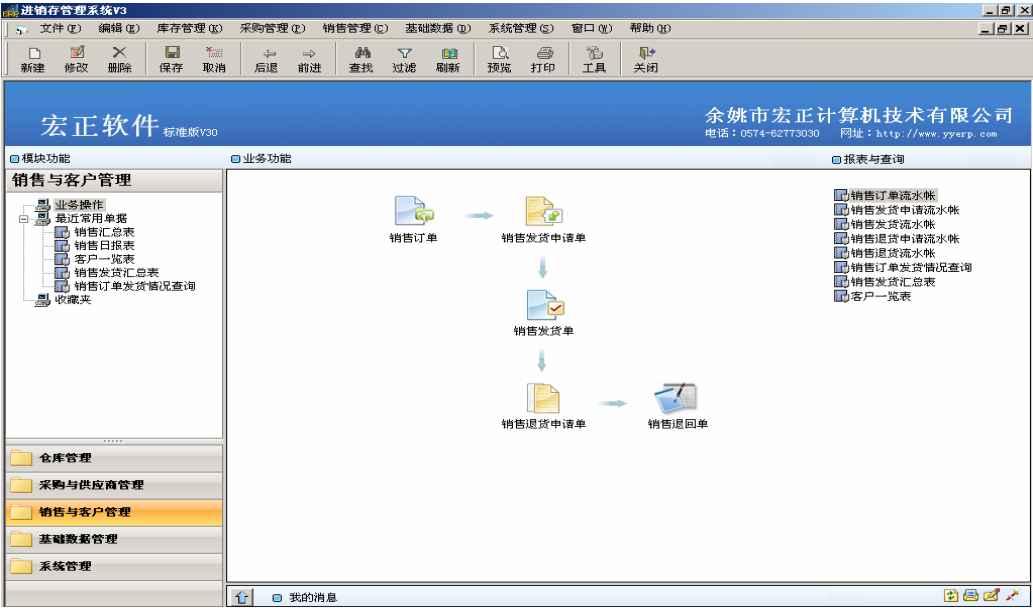 进销存管理系统V3
文件(F) 编辑(E) 库存管理(K) 采购管理(P) 销售管理(C) 基础数据(D) 系统管理(S) 窗口(W) 帮助(H)
新建 修改 删除 保存 取消 后退 前进 查找 过滤 刷新 预览 打印 工具 关闭
宏正软件 标准版V30
余姚市宏正计算机技术有限公司
电话：0574-62773030 网址：http://www.yyerp.com
模块功能 业务功能 报表与查询
销售与客户管理
业务操作
最近常用单据
销售汇总表
销售日报表
客户一览表
销售发货汇总表
销售订单发货情况查询
收藏夹
仓库管理
采购与供应商管理
销售与客户管理
基础数据管理
系统管理
销售订单 销售发货申请单
销售发货单
销售退货申请单 销售退回单
销售订单流水帐
销售发货申请流水帐
销售发货流水帐
销售退货申请流水帐
销售退货流水帐
销售订单发货情况查询
销售发货汇总表
客户一览表
我的消息